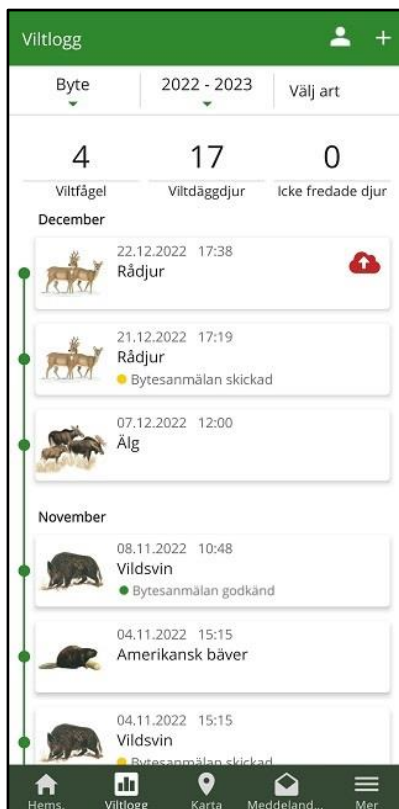 Viltlogg
Byte 2022 - 2023 Välj art
4 17 0
Viltfågel Viltdäggdjur Icke fredade djur
December
22.12.2022 17:38
Rådjur
21.12.2022 17:19
Rådjur
Bytesanmälan skickad
07.12.2022 12:00
Älg
November
08.11.2022 10:48
Vildsvin
Bytesanmälan godkänd
04.11.2022 15:15
Amerikansk bäver
04.11.2022 15:15
Vildsvin
Bytesanmälan skickad
Hems. Viltlogg Karta Meddeland... Mer